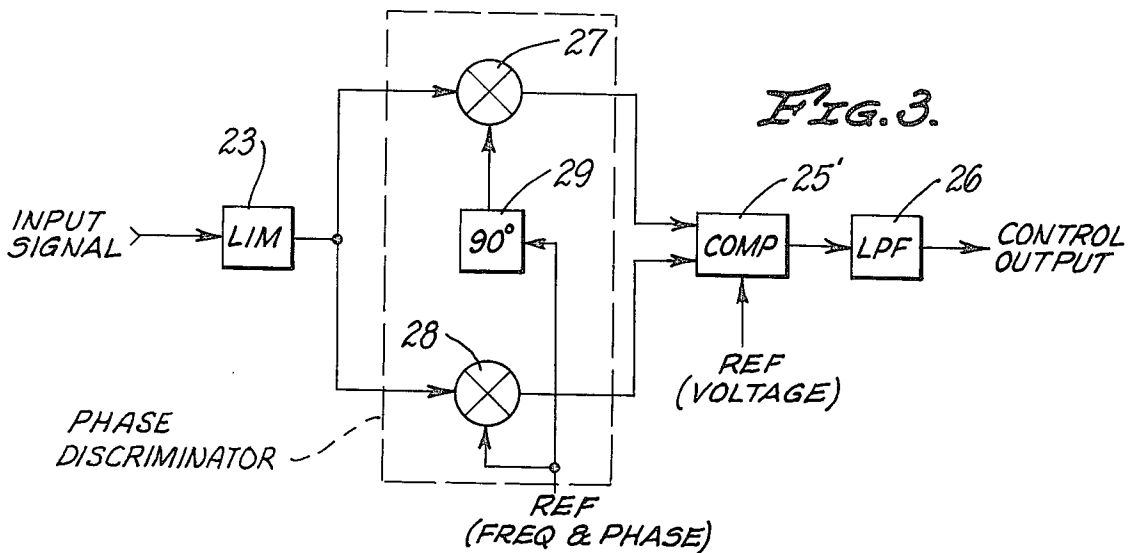 27
FIG. 3.
23
29
25'
26
INPUT
SIGNAL
LIM
90°
COMP
LPF
CONTROL
OUTPUT
28
REF
(VOLTAGE)
PHASE
DISCRIMINATOR
REF
(FREQ & PHASE)